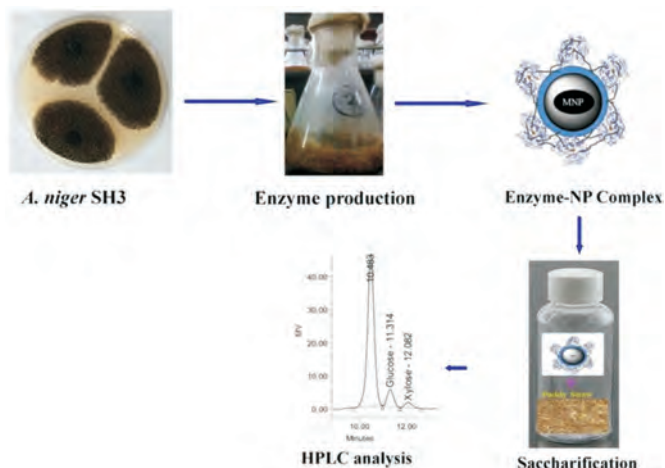 MNP
A. niger SH3
Enzyme production
Enzyme-NP Complex
40.00
30.00
20.00
10.00
0.00
MV
10.483
Glucose - 11.314
Xylose - 12.082
10.00
12.00
Minutes
HPLC analysis
Saccharification